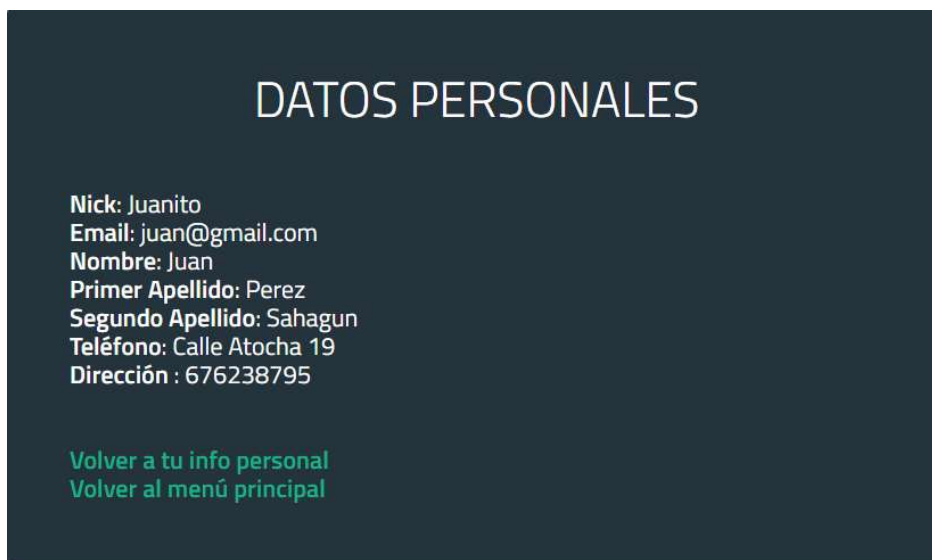 DATOS PERSONALES
Nick: Juanito
Email: juan@gmail.com
Nombre: Juan
Primer Apellido: Perez
Segundo Apellido: Sahagun
Teléfono: Calle Atocha 19
Dirección : 676238795
Volver a tu info personal
Volver al menú principal